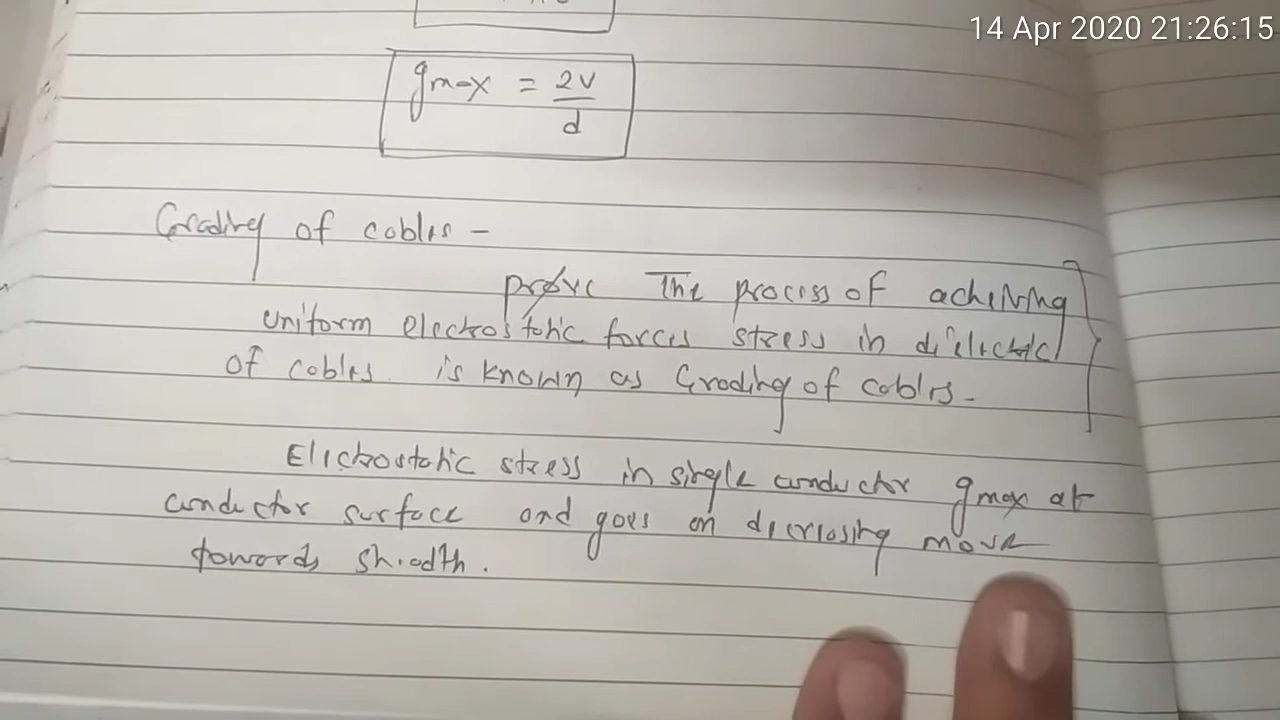 14 Apr 2020 21:26:15
gmax = 2V/d
Grading of cables -
The process of achieving
uniform electrostatic forces stress in dielectric
of cables. is known as Grading of cables -
Electrostatic stress in single conductor gmax at
conductor surface and goes on decreasing move
towards sheadth.